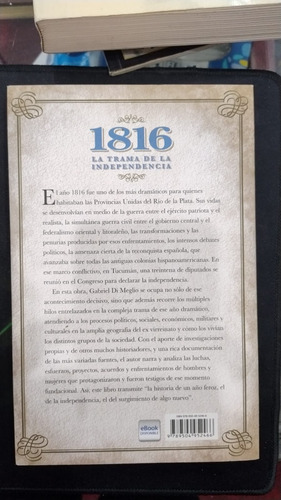 1816
LA TRAMA DE LA
INDEPENDENCIA
El año 1816 fue uno de los más dramáticos para quienes
habitaban las Provincias Unidas del Río de la Plata. Sus vidas
se desenvolvían en medio de la guerra entre el ejército patriota y el
realista, la simultánea guerra civil entre el gobierno central y el
federalismo oriental y litoraleño, las transformaciones y las
penurias producidas por esos enfrentamientos, los intensos debates
políticos, la amenaza cierta de la reconquista española, que
avanzaba sobre todas las antiguas colonias hispanoamericanas. En
ese marco conflictivo, en Tucumán, una treintena de diputados se
reunió en el Congreso para declarar la independencia.
En esta obra, Gabriel Di Meglio se ocupa no sólo de ese
acontecimiento decisivo, sino que además recorre los múltiples
hilos entrelazados en la compleja trama de ese año dramático,
atendiendo a los procesos políticos, sociales, económicos, militares y
culturales en la amplia geografía del ex virreinato y cómo los vivían
los distintos grupos de la sociedad. Con el aporte de investigaciones
propias y de otros muchos historiadores, y una rica documentación
de las más variadas fuentes, el autor narra y analiza las luchas,
esfuerzos, proyectos, acuerdos y enfrentamientos de hombres y
mujeres que protagonizaron y fueron testigos de ese momento
fundacional. Así, este libro transmite "la historia de un año feroz, el
de la independencia, el del surgimiento de algo nuevo".
eBook